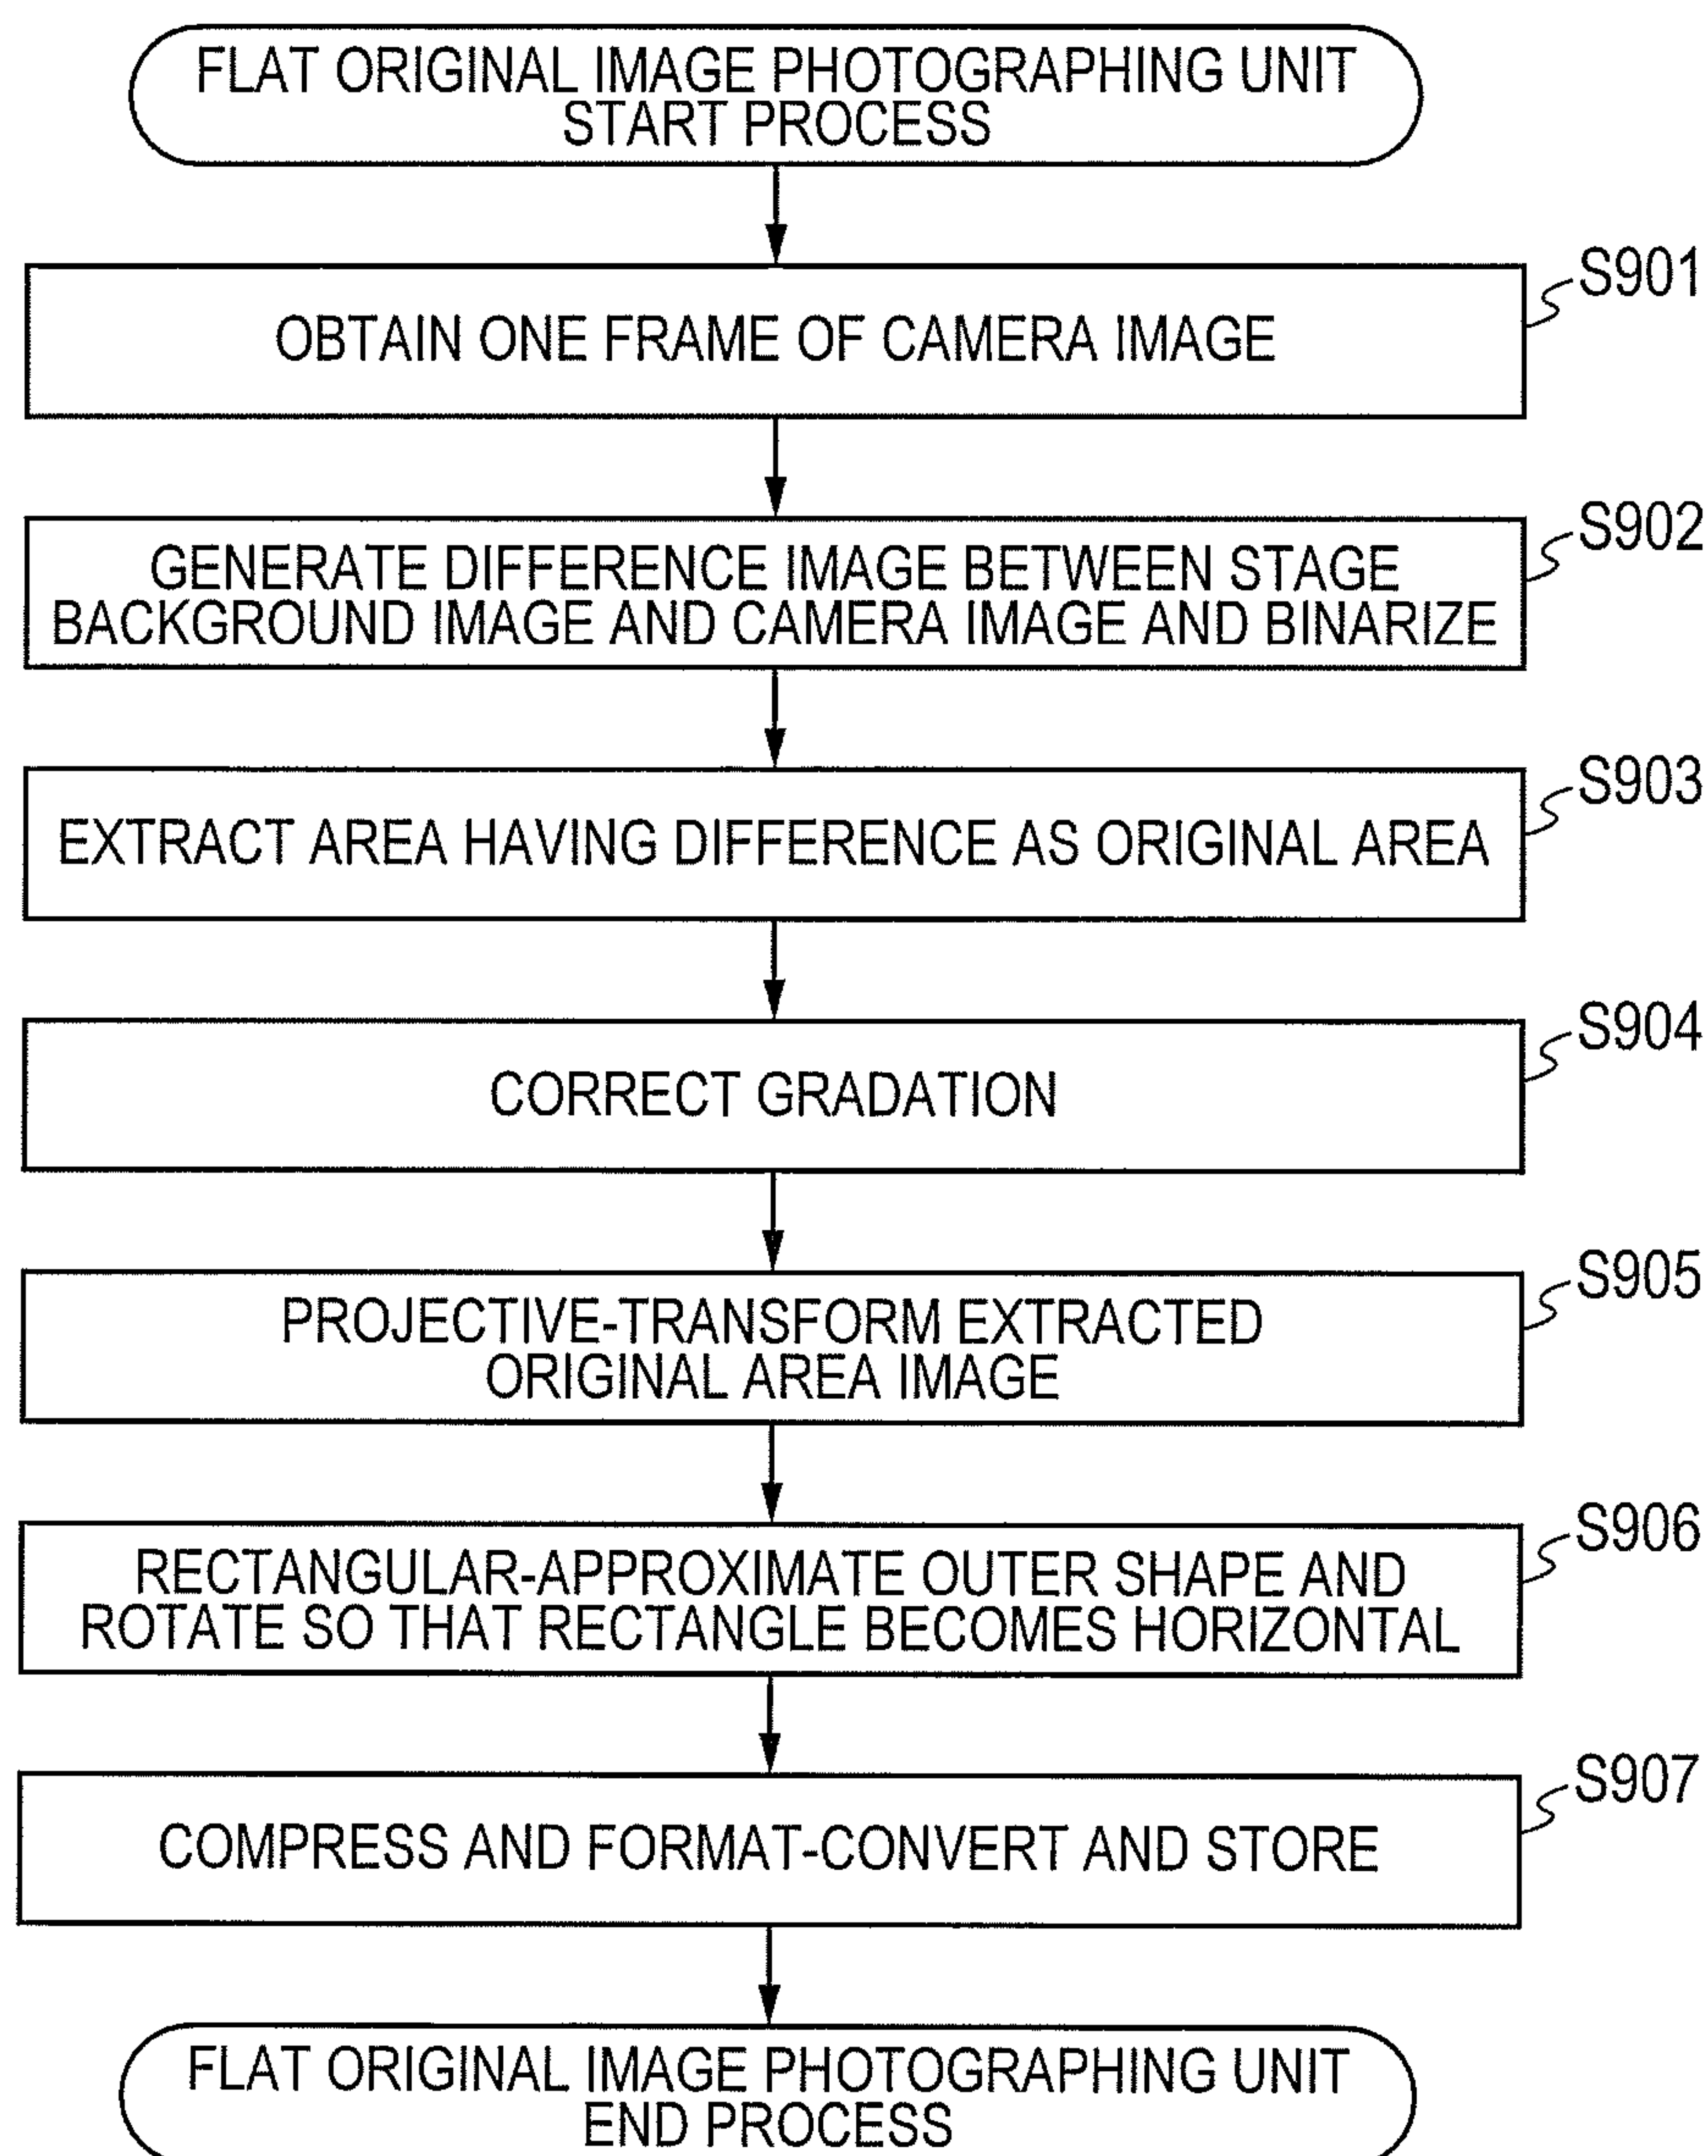 FLAT ORIGINAL IMAGE PHOTOGRAPHING UNIT
START PROCESS
S901
OBTAIN ONE FRAME OF CAMERA IMAGE
S902
GENERATE DIFFERENCE IMAGE BETWEEN STAGE
BACKGROUND IMAGE AND CAMERA IMAGE AND BINARIZE
S903
EXTRACT AREA HAVING DIFFERENCE AS ORIGINAL AREA
S904
CORRECT GRADATION
S905
PROJECTIVE-TRANSFORM EXTRACTED
ORIGINAL AREA IMAGE
S906
RECTANGULAR-APPROXIMATE OUTER SHAPE AND
ROTATE SO THAT RECTANGLE BECOMES HORIZONTAL
S907
COMPRESS AND FORMAT-CONVERT AND STORE
FLAT ORIGINAL IMAGE PHOTOGRAPHING UNIT
END PROCESS